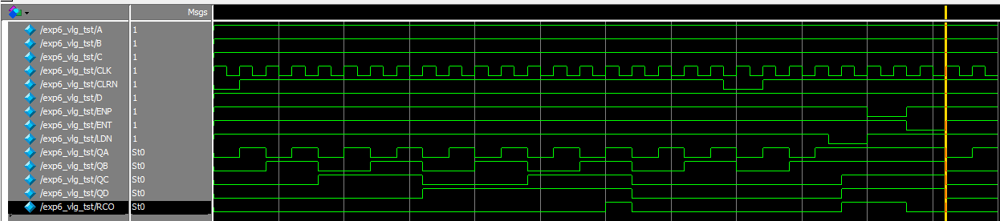 Msgs
/exp6_vlg_tst/A 1
/exp6_vlg_tst/B 1
/exp6_vlg_tst/C 1
/exp6_vlg_tst/CLK 1
/exp6_vlg_tst/CLRN 1
/exp6_vlg_tst/D 1
/exp6_vlg_tst/ENP 1
/exp6_vlg_tst/ENT 1
/exp6_vlg_tst/LDN 1
/exp6_vlg_tst/QA St0
/exp6_vlg_tst/QB St0
/exp6_vlg_tst/QC St0
/exp6_vlg_tst/QD St0
/exp6_vlg_tst/RCO St0